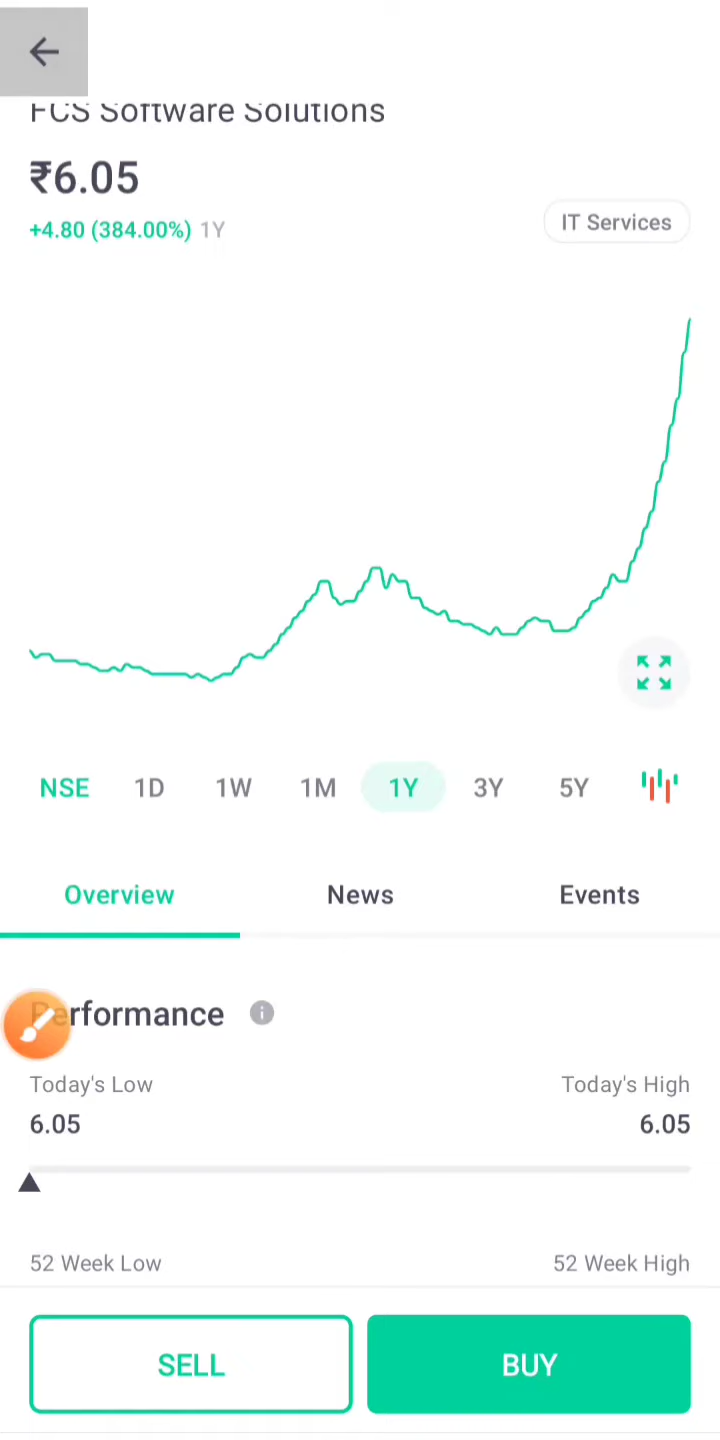 FCS Software Solutions
₹6.05
+4.80 (384.00%) 1Y
IT Services
NSE 1D 1W 1M 1Y 3Y 5Y
Overview News Events
Performance
Today's Low Today's High
6.05 6.05
52 Week Low 52 Week High
SELL BUY